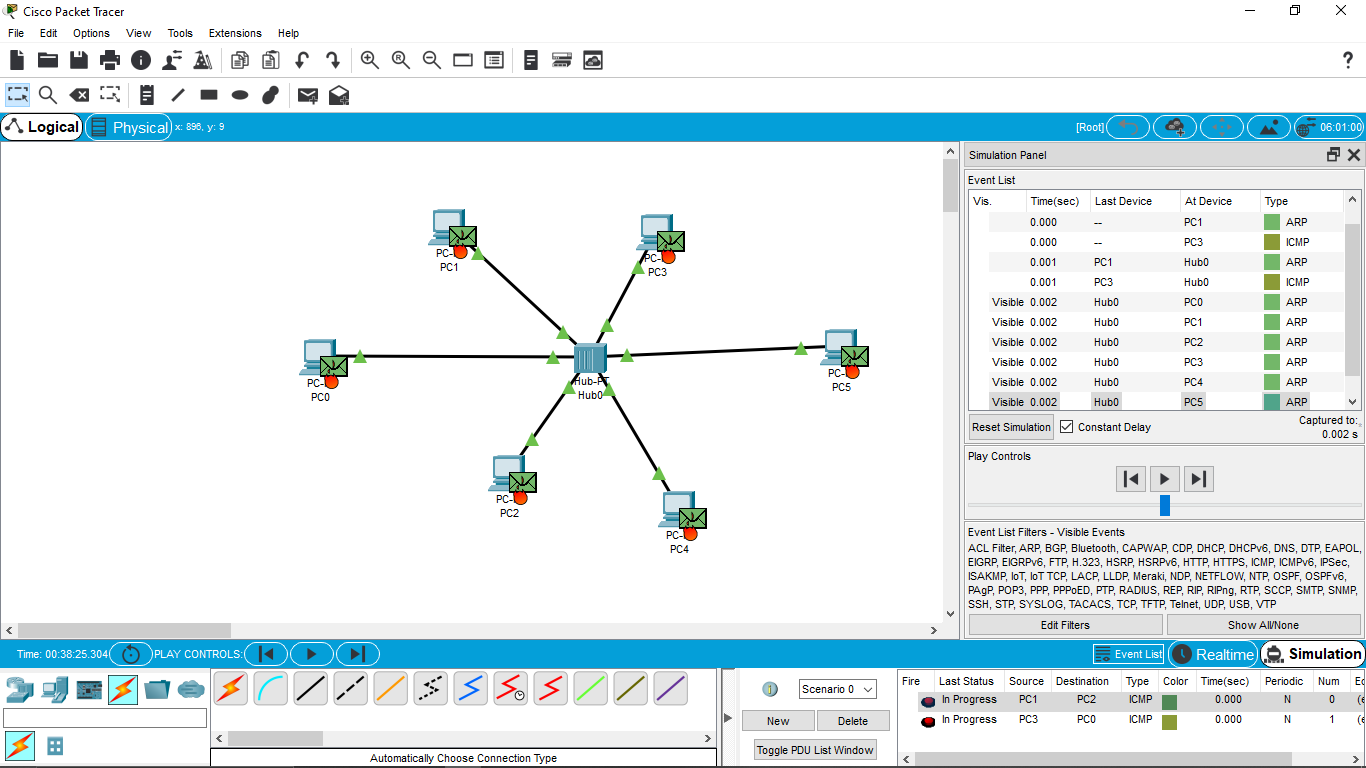 Cisco Packet Tracer
File Edit Options View Tools Extensions Help
?
Logical Physical x: 896, y: 9 [Root] 06:01:00
PC-
PC1
PC-
PC3
PC-
PC0
Hub-PT
Hub0
PC-
PC5
PC-
PC2
PC-
PC4
Simulation Panel
Event List
Vis. Time(sec) Last Device At Device Type
0.000 -- PC1 ARP
0.000 -- PC3 ICMP
0.001 PC1 Hub0 ARP
0.001 PC3 Hub0 ICMP
Visible 0.002 Hub0 PC0 ARP
Visible 0.002 Hub0 PC1 ARP
Visible 0.002 Hub0 PC2 ARP
Visible 0.002 Hub0 PC3 ARP
Visible 0.002 Hub0 PC4 ARP
Visible 0.002 Hub0 PC5 ARP
Reset Simulation Constant Delay Captured to:
0.002 s
Play Controls
Event List Filters - Visible Events
ACL Filter, ARP, BGP, Bluetooth, CAPWAP, CDP, DHCP, DHCPv6, DNS, DTP, EAPOL,
EIGRP, EIGRPv6, FTP, H.323, HSRP, HSRPv6, HTTP, HTTPS, ICMP, ICMPv6, IPSec,
ISAKMP, IoT, IoT TCP, LACP, LLDP, Meraki, NDP, NETFLOW, NTP, OSPF, OSPFv6,
PAgP, POP3, PPP, PPPoED, PTP, RADIUS, REP, RIP, RIPng, RTP, SCCP, SMTP, SNMP,
SSH, STP, SYSLOG, TACACS, TCP, TFTP, Telnet, UDP, USB, VTP
Edit Filters Show All/None
Time: 00:38:25.304 PLAY CONTROLS: Event List Realtime Simulation
Automatically Choose Connection Type
Scenario 0
New Delete
Toggle PDU List Window
Fire Last Status Source Destination Type Color Time(sec) Periodic Num
In Progress PC1 PC2 ICMP 0.000 N 0
In Progress PC3 PC0 ICMP 0.000 N 1